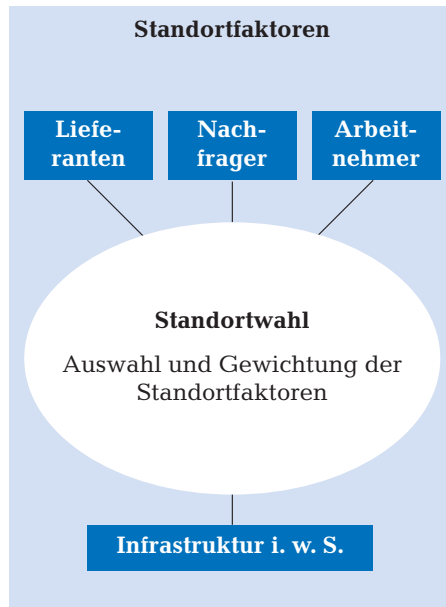 Standortfaktoren
Liefe-
ranten
Nach-
frager
Arbeit-
nehmer
Standortwahl
Auswahl und Gewichtung der
Standortfaktoren
Infrastruktur i. w. S.